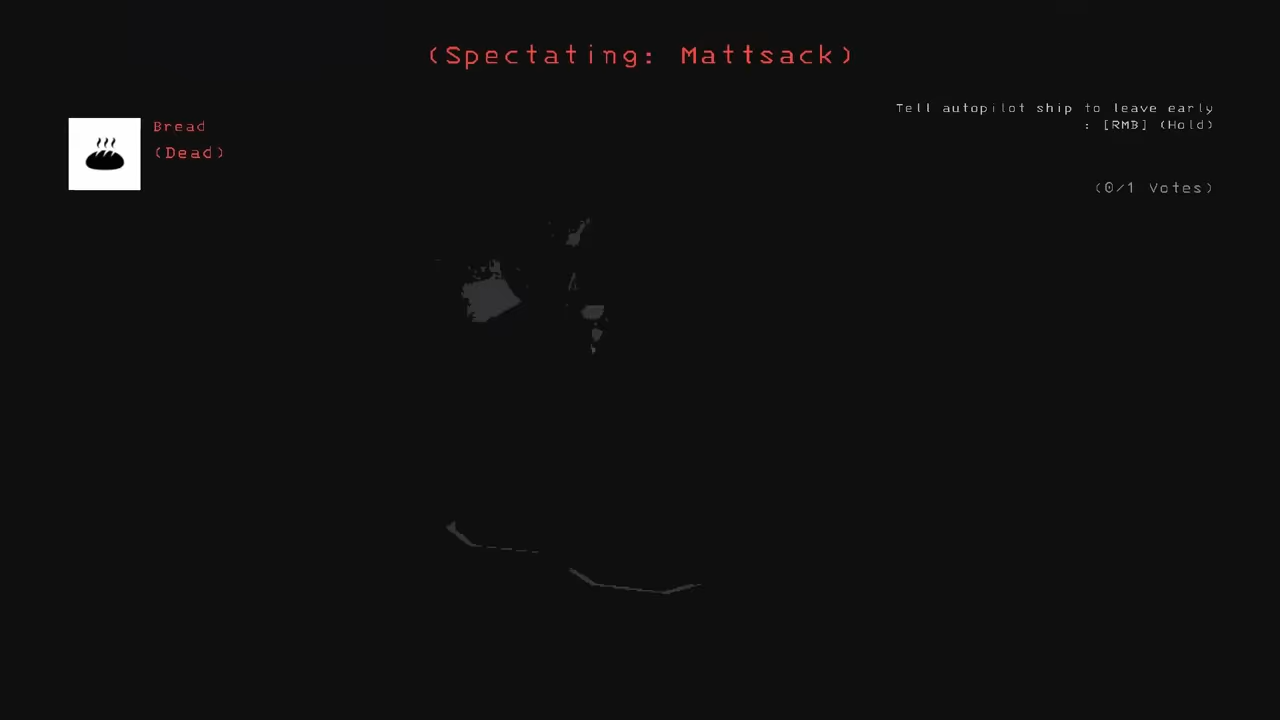 (Spectating: Mattsack)
Bread
(Dead)
Tell autopilot ship to leave early
: [RMB] (Hold)
(0/1 Votes)